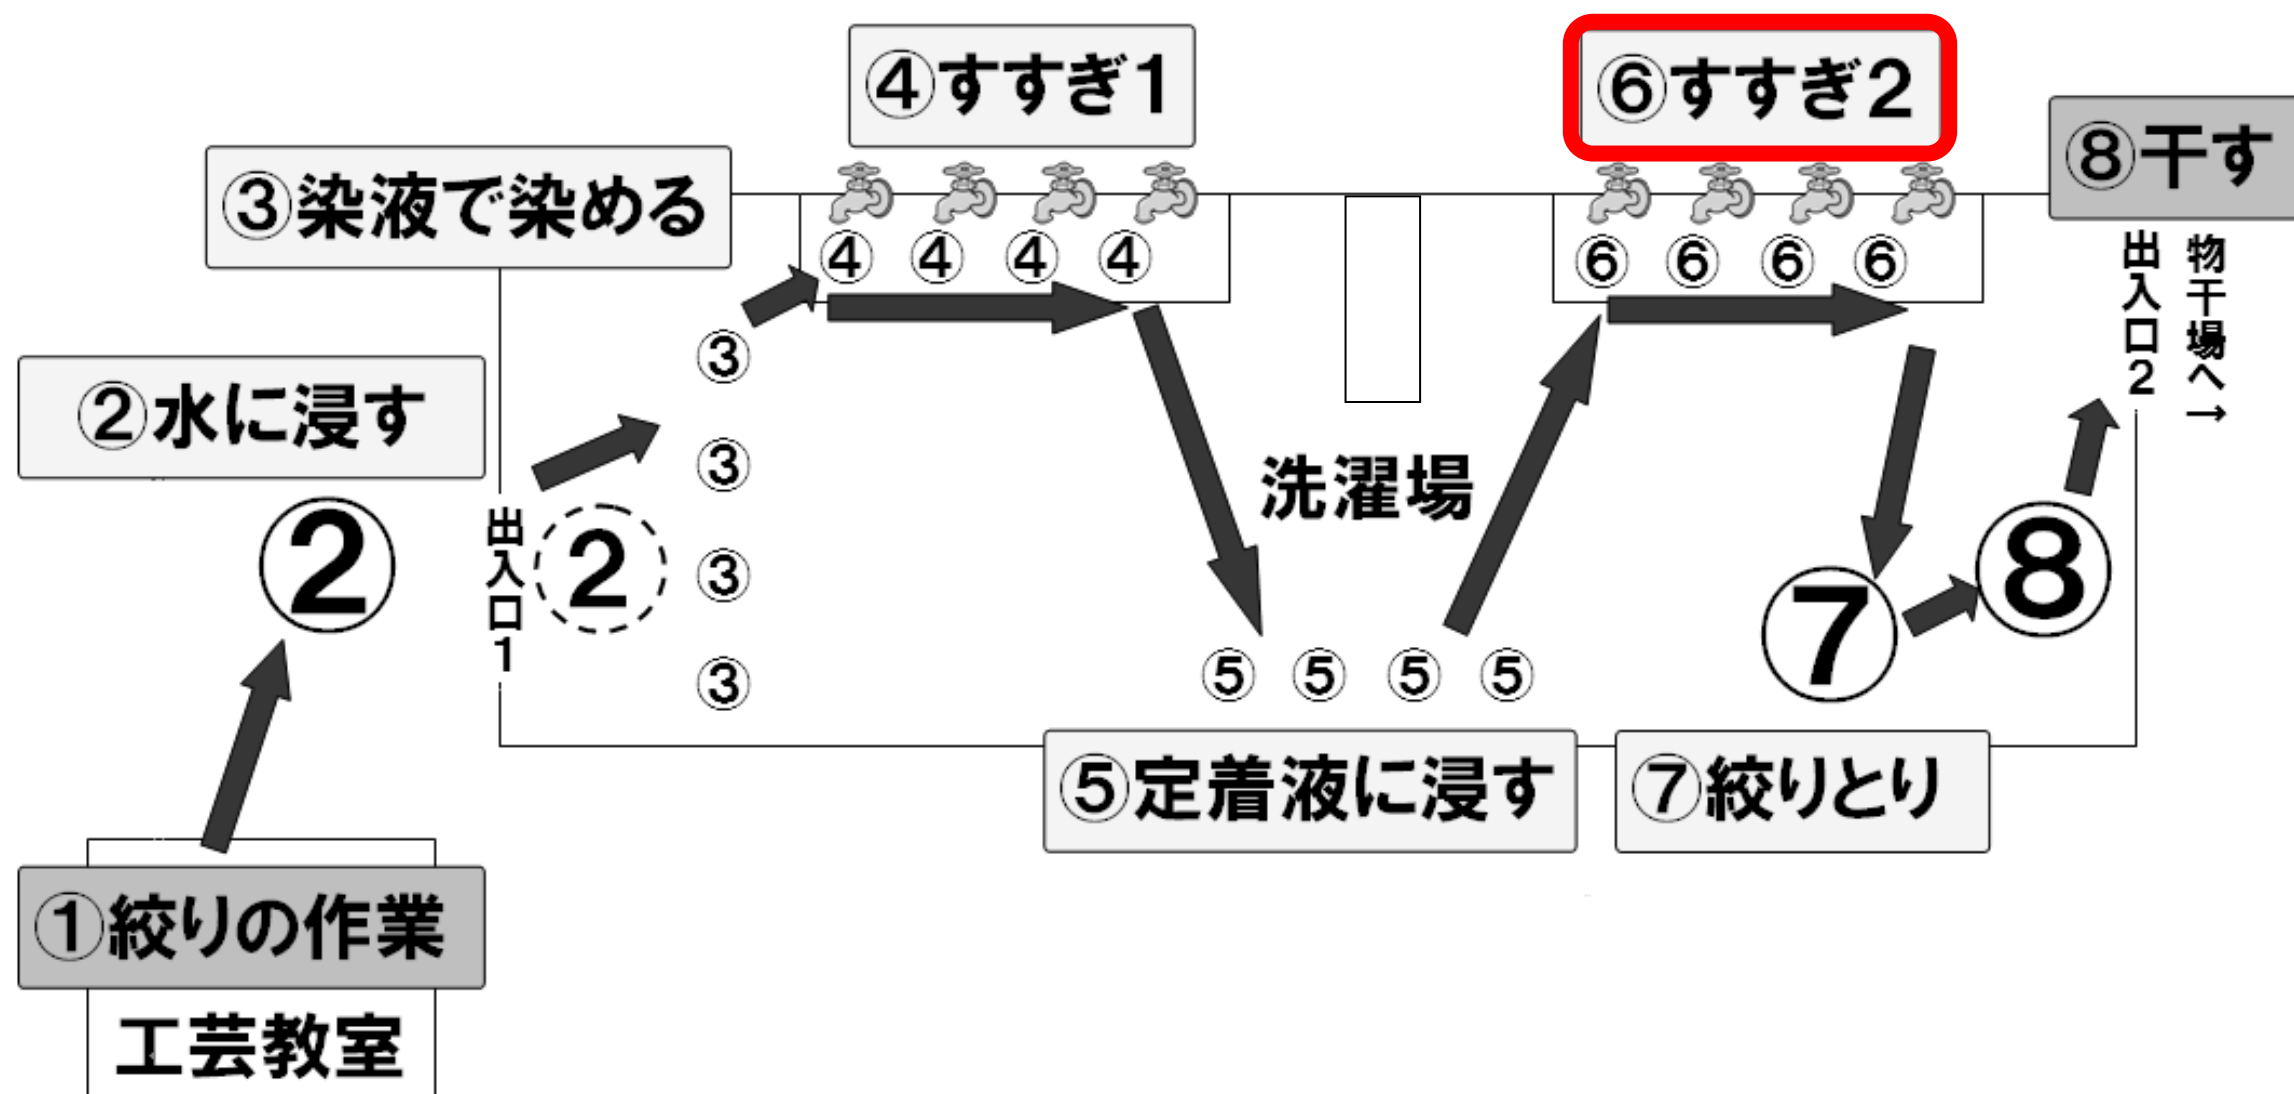 ④すすぎ1
⑥すすぎ2
⑧干す
③染液で染める
④ ④ ④ ④
⑥ ⑥ ⑥ ⑥
出入口2
物干場へ→
③
③
③
③
②水に浸す
②
出入口1
②
洗濯場
⑤ ⑤ ⑤ ⑤
⑦
⑧
⑤定着液に浸す
⑦絞りとり
①絞りの作業
工芸教室